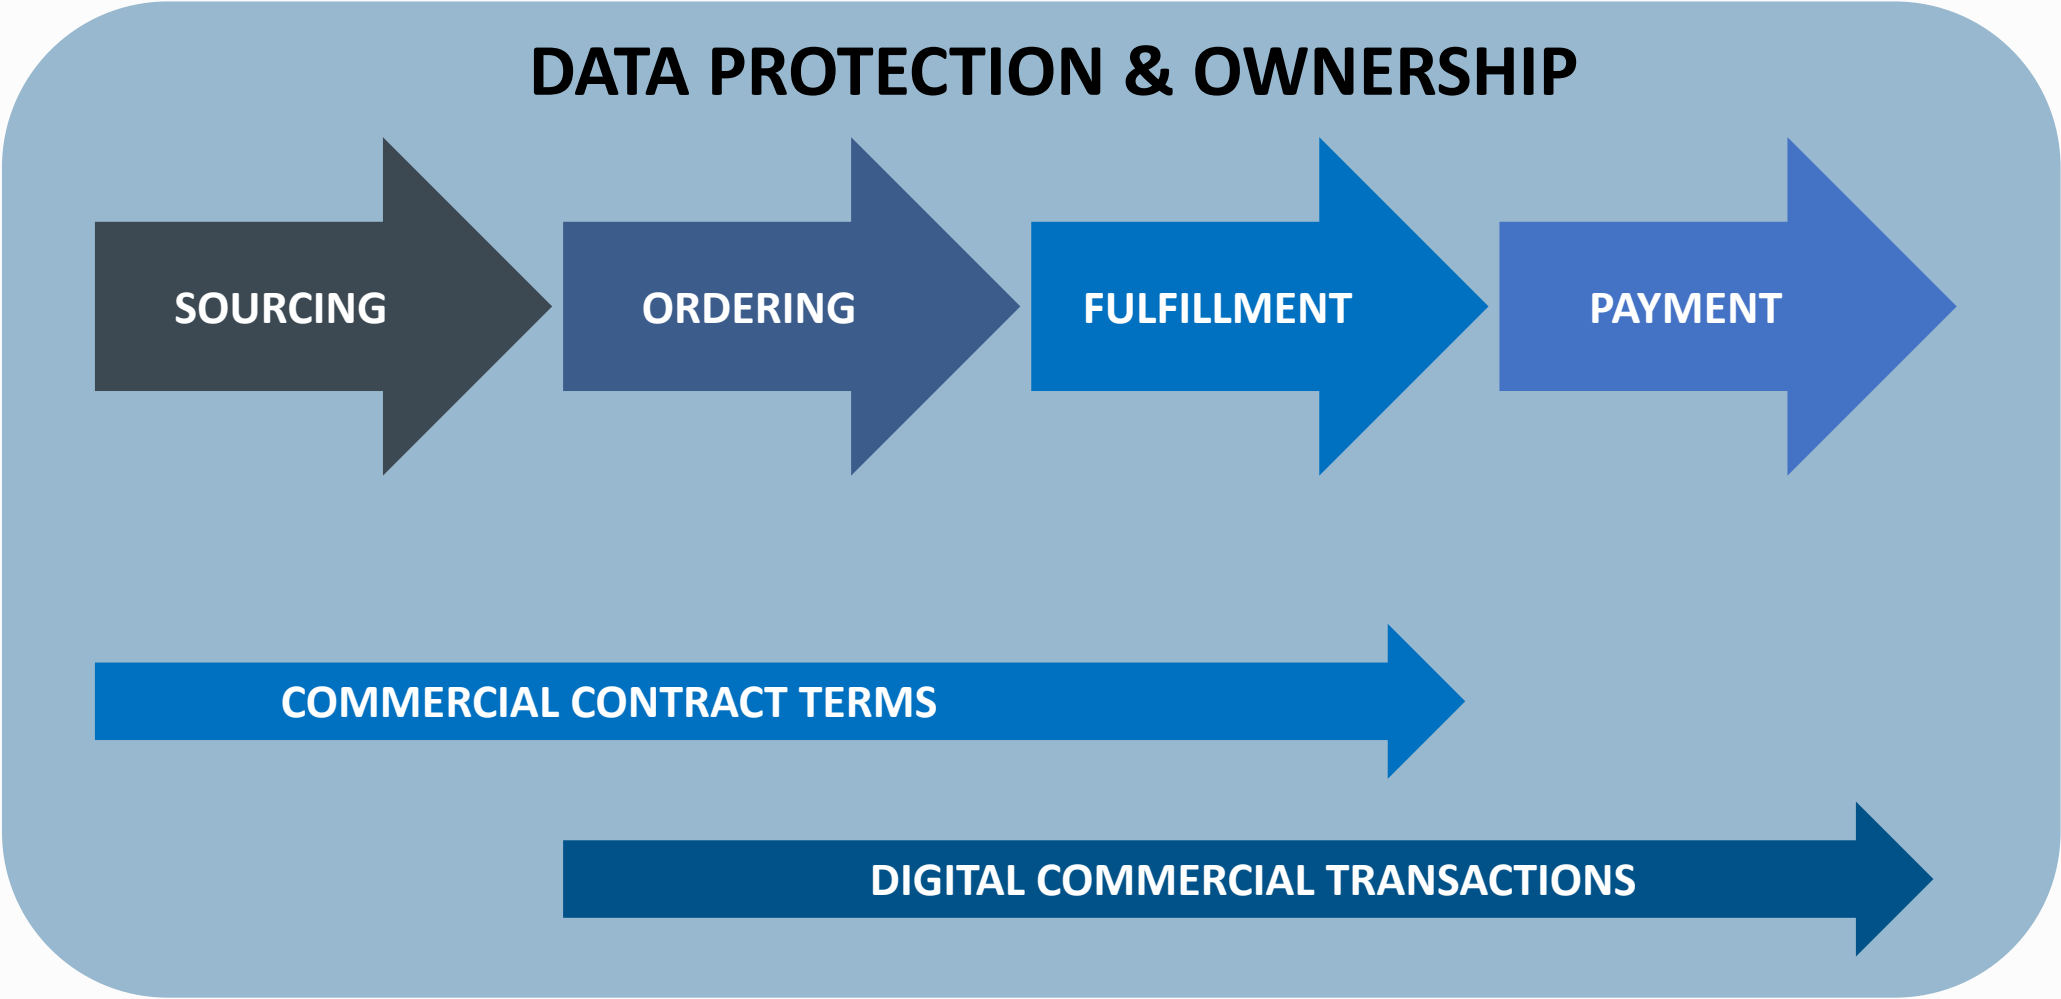 DATA PROTECTION & OWNERSHIP
SOURCING
ORDERING
FULFILLMENT
PAYMENT
COMMERCIAL CONTRACT TERMS
DIGITAL COMMERCIAL TRANSACTIONS